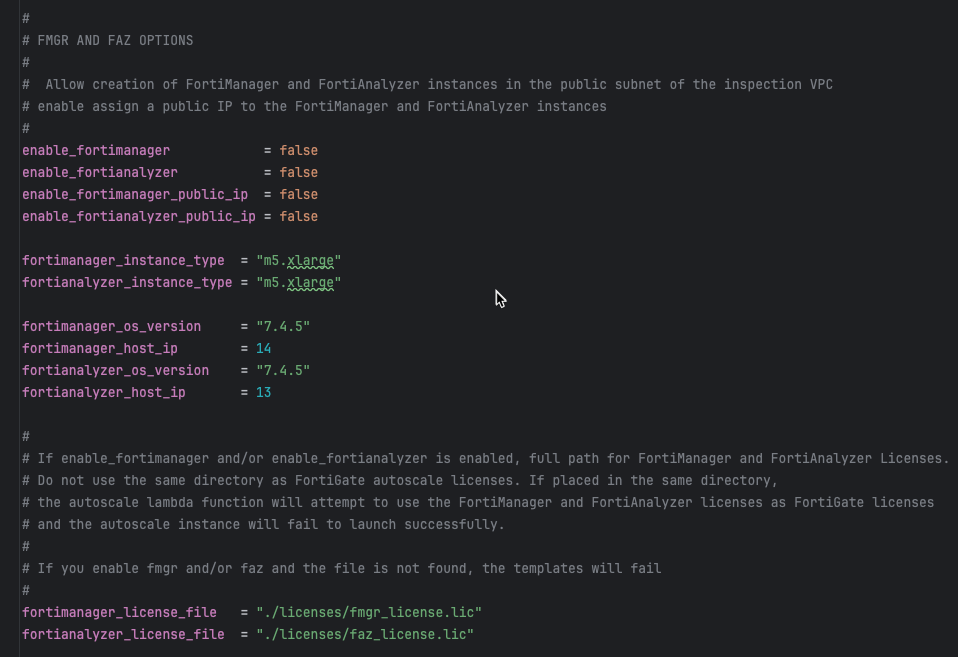 #
# FMGR AND FAZ OPTIONS
#
#  Allow creation of FortiManager and FortiAnalyzer instances in the public subnet of the inspection VPC
# enable assign a public IP to the FortiManager and FortiAnalyzer instances
#
enable_fortimanager            = false
enable_fortianalyzer           = false
enable_fortimanager_public_ip  = false
enable_fortianalyzer_public_ip = false
fortimanager_instance_type  = "m5.xlarge"
fortianalyzer_instance_type = "m5.xlarge"
fortimanager_os_version     = "7.4.5"
fortimanager_host_ip        = 14
fortianalyzer_os_version    = "7.4.5"
fortianalyzer_host_ip       = 13
#
# If enable_fortimanager and/or enable_fortianalyzer is enabled, full path for FortiManager and FortiAnalyzer Licenses.
# Do not use the same directory as FortiGate autoscale licenses. If placed in the same directory,
# the autoscale lambda function will attempt to use the FortiManager and FortiAnalyzer licenses as FortiGate licenses
# and the autoscale instance will fail to launch successfully.
#
# If you enable fmgr and/or faz and the file is not found, the templates will fail
#
fortimanager_license_file   = "./licenses/fmgr_license.lic"
fortianalyzer_license_file  = "./licenses/faz_license.lic"